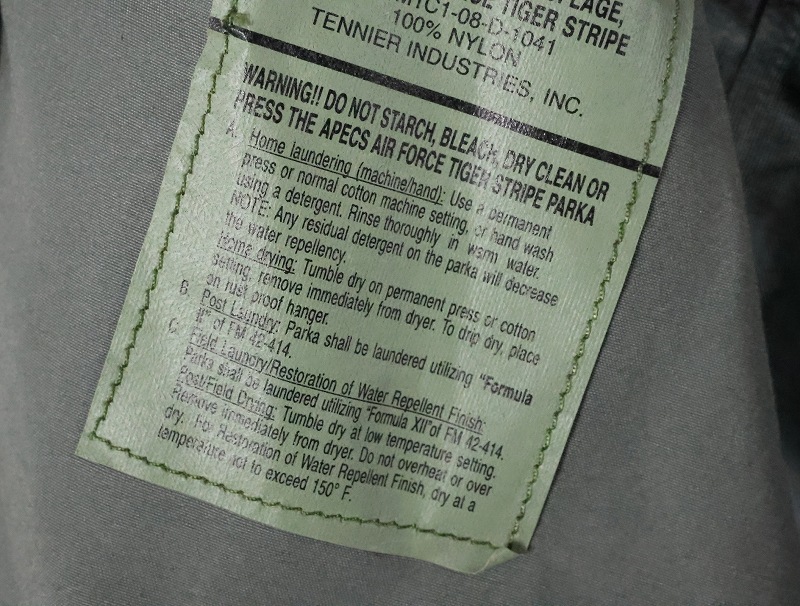 LAGE,
TIGER STRIPE
1-08-D-1041
100% NYLON
TENNIER INDUSTRIES, INC.
WARNING!! DO NOT STARCH, BLEACH, DRY CLEAN OR
PRESS THE APECS AIR FORCE TIGER STRIPE PARKA
A. Home laundering (machine/hand): Use a permanent
press or normal cotton machine setting, or hand wash
using a detergent. Rinse thoroughly in warm water.
NOTE: Any residual detergent on the parka will decrease
the water repellency.
Home drying: Tumble dry on permanent press or cotton
setting, remove immediately from dryer. To drip dry, place
on rust proof hanger.
B. Post Laundry: Parka shall be laundered utilizing "Formula
II" of FM 42-414.
C. Field Laundry/Restoration of Water Repellent Finish:
Parka shall be laundered utilizing "Formula XII" of FM 42-414.
Post/Field Drying: Tumble dry at low temperature setting.
Remove immediately from dryer. Do not overheat or over
dry. For Restoration of Water Repellent Finish, dry at a
temperature not to exceed 150° F.